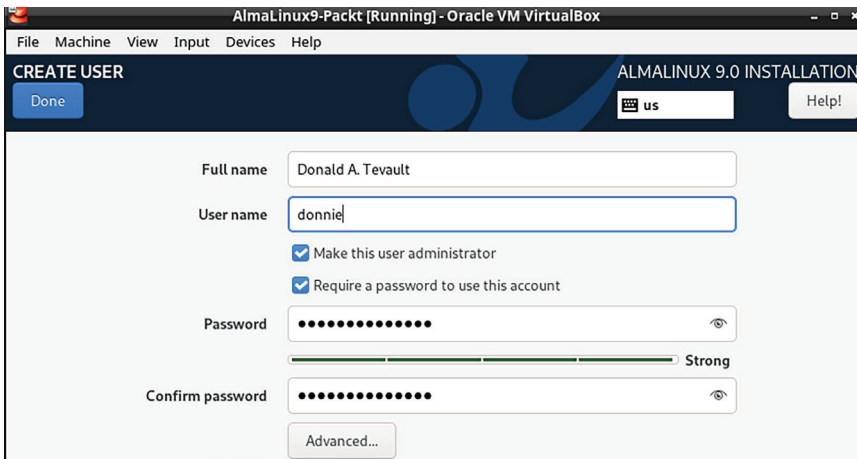 AlmaLinux9-Packt [Running] - Oracle VM VirtualBox
File Machine View Input Devices Help
CREATE USER
ALMALINUX 9.0 INSTALLATION
Done
us
Help!
Full name
Donald A. Tevault
User name
donnie
Make this user administrator
Require a password to use this account
Password
••••••••••••••
Strong
Confirm password
••••••••••••••
Advanced...